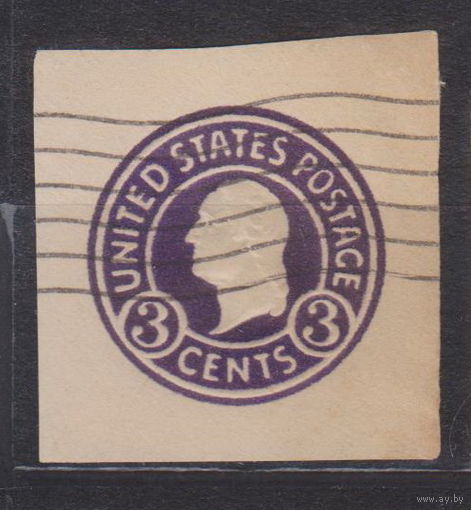 UNITED STATES POSTAGE
3 CENTS 3
www.ay.by